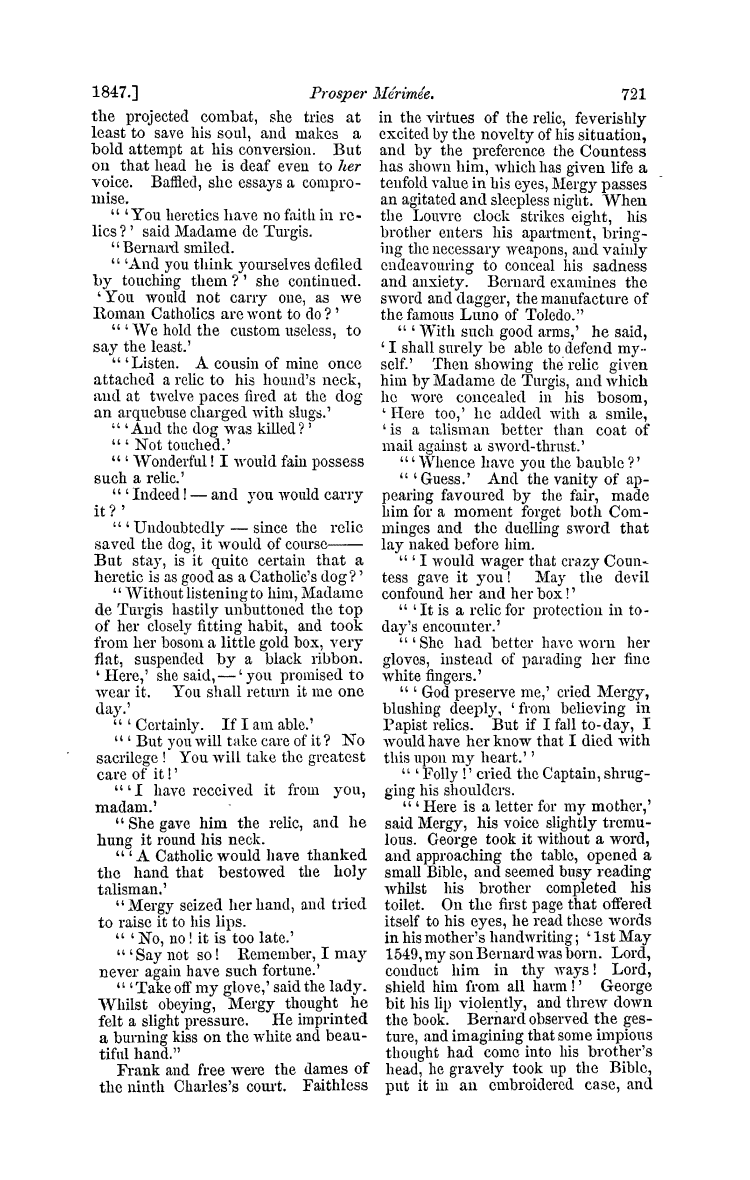 1847.] Prosper Mérimée. 721
the projected combat, she tries at
least to save his soul, and makes a
bold attempt at his conversion. But
on that head he is deaf even to her
voice. Baffled, she essays a compro-
mise.
“‘You heretics have no faith in re-
lics?’ said Madame de Turgis.
“Bernard smiled.
“‘And you think yourselves defiled
by touching them?’ she continued.
‘You would not carry one, as we
Roman Catholics are wont to do?’
“‘We hold the custom useless, to
say the least.’
“‘Listen. A cousin of mine once
attached a relic to his hound’s neck,
and at twelve paces fired at the dog
an arquebuse charged with slugs.’
“‘And the dog was killed?’
“‘Not touched.’
“‘Wonderful! I would fain possess
such a relic.’
“‘Indeed!—and you would carry
it?’
“‘Undoubtedly—since the relic
saved the dog, it would of course——
But stay, is it quite certain that a
heretic is as good as a Catholic’s dog?’
“Without listening to him, Madame
de Turgis hastily unbuttoned the top
of her closely fitting habit, and took
from her bosom a little gold box, very
flat, suspended by a black ribbon.
‘Here,’ she said,—‘you promised to
wear it. You shall return it me one
day.’
“‘Certainly. If I am able.’
“‘But you will take care of it? No
sacrilege! You will take the greatest
care of it!’
“‘I have received it from you,
madam.’
“She gave him the relic, and he
hung it round his neck.
“‘A Catholic would have thanked
the hand that bestowed the holy
talisman.’
“Mergy seized her hand, and tried
to raise it to his lips.
“‘No, no! it is too late.’
“‘Say not so! Remember, I may
never again have such fortune.’
“‘Take off my glove,’ said the lady.
Whilst obeying, Mergy thought he
felt a slight pressure. He imprinted
a burning kiss on the white and beau-
tiful hand.”
Frank and free were the dames of
the ninth Charles’s court. Faithless
in the virtues of the relic, feverishly
excited by the novelty of his situation,
and by the preference the Countess
has shown him, which has given life a
tenfold value in his eyes, Mergy passes
an agitated and sleepless night. When
the Louvre clock strikes eight, his
brother enters his apartment, bring-
ing the necessary weapons, and vainly
endeavouring to conceal his sadness
and anxiety. Bernard examines the
sword and dagger, the manufacture of
the famous Luno of Toledo.”
“‘With such good arms,’ he said,
‘I shall surely be able to defend my-
self.’ Then showing the relic given
him by Madame de Turgis, and which
he wore concealed in his bosom,
‘Here too,’ he added with a smile,
‘is a talisman better than coat of
mail against a sword-thrust.’
“‘Whence have you the bauble?’
“‘Guess.’ And the vanity of ap-
pearing favoured by the fair, made
him for a moment forget both Com-
minges and the duelling sword that
lay naked before him.
“‘I would wager that crazy Coun-
tess gave it you! May the devil
confound her and her box!’
“‘It is a relic for protection in to-
day’s encounter.’
“‘She had better have worn her
gloves, instead of parading her fine
white fingers.’
“‘God preserve me,’ cried Mergy,
blushing deeply, ‘from believing in
Papist relics. But if I fall to-day, I
would have her know that I died with
this upon my heart.’’
“‘Folly!’ cried the Captain, shrug-
ging his shoulders.
“‘Here is a letter for my mother,’
said Mergy, his voice slightly tremu-
lous. George took it without a word,
and approaching the table, opened a
small Bible, and seemed busy reading
whilst his brother completed his
toilet. On the first page that offered
itself to his eyes, he read these words
in his mother’s handwriting; ‘1st May
1549, my son Bernard was born. Lord,
conduct him in thy ways! Lord,
shield him from all harm!’ George
bit his lip violently, and threw down
the book. Bernard observed the ges-
ture, and imagining that some impious
thought had come into his brother’s
head, he gravely took up the Bible,
put it in an embroidered case, and